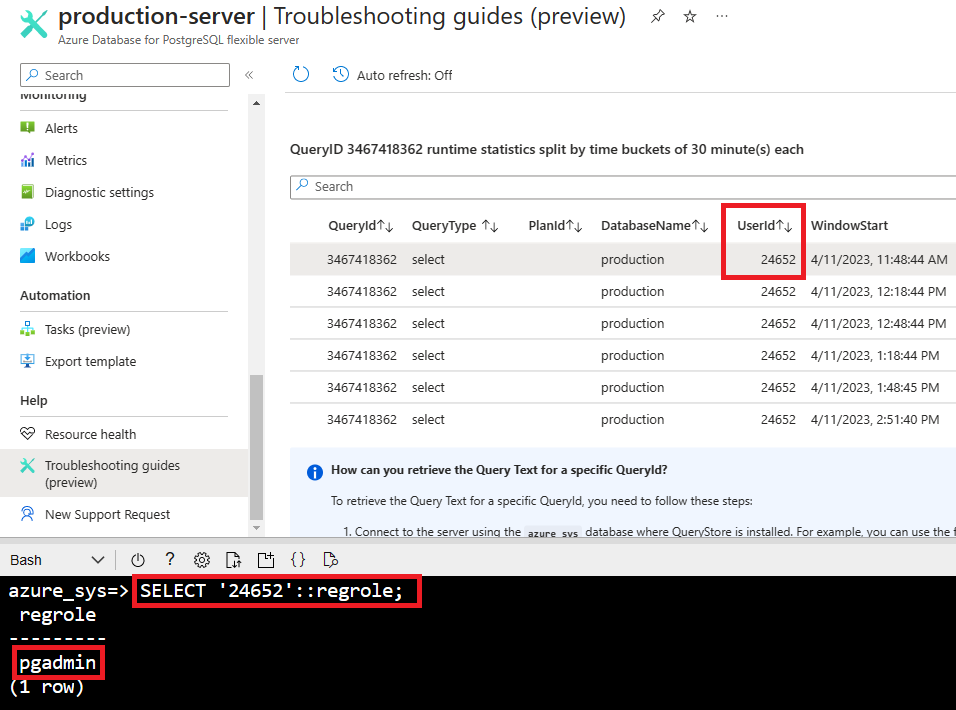 production-server | Troubleshooting guides (preview)
Azure Database for PostgreSQL flexible server
Search
Auto refresh: Off
Monitoring
Alerts
Metrics
Diagnostic settings
Logs
Workbooks
Automation
Tasks (preview)
Export template
Help
Resource health
Troubleshooting guides
(preview)
New Support Request
QueryID 3467418362 runtime statistics split by time buckets of 30 minute(s) each
Search
QueryId↑↓ QueryType ↑↓ PlanId↑↓ DatabaseName↑↓ UserId↑↓ WindowStart
3467418362 select production 24652 4/11/2023, 11:48:44 AM
3467418362 select production 24652 4/11/2023, 12:18:44 PM
3467418362 select production 24652 4/11/2023, 12:48:44 PM
3467418362 select production 24652 4/11/2023, 1:18:44 PM
3467418362 select production 24652 4/11/2023, 1:48:45 PM
3467418362 select production 24652 4/11/2023, 2:51:40 PM
How can you retrieve the Query Text for a specific QueryId?
To retrieve the Query Text for a specific QueryId, you need to follow these steps:
1. Connect to the server using the azure_sys database where QueryStore is installed. For example, you can use the f
Bash
azure_sys=> SELECT '24652'::regrole;
regrole
---------
pgadmin
(1 row)